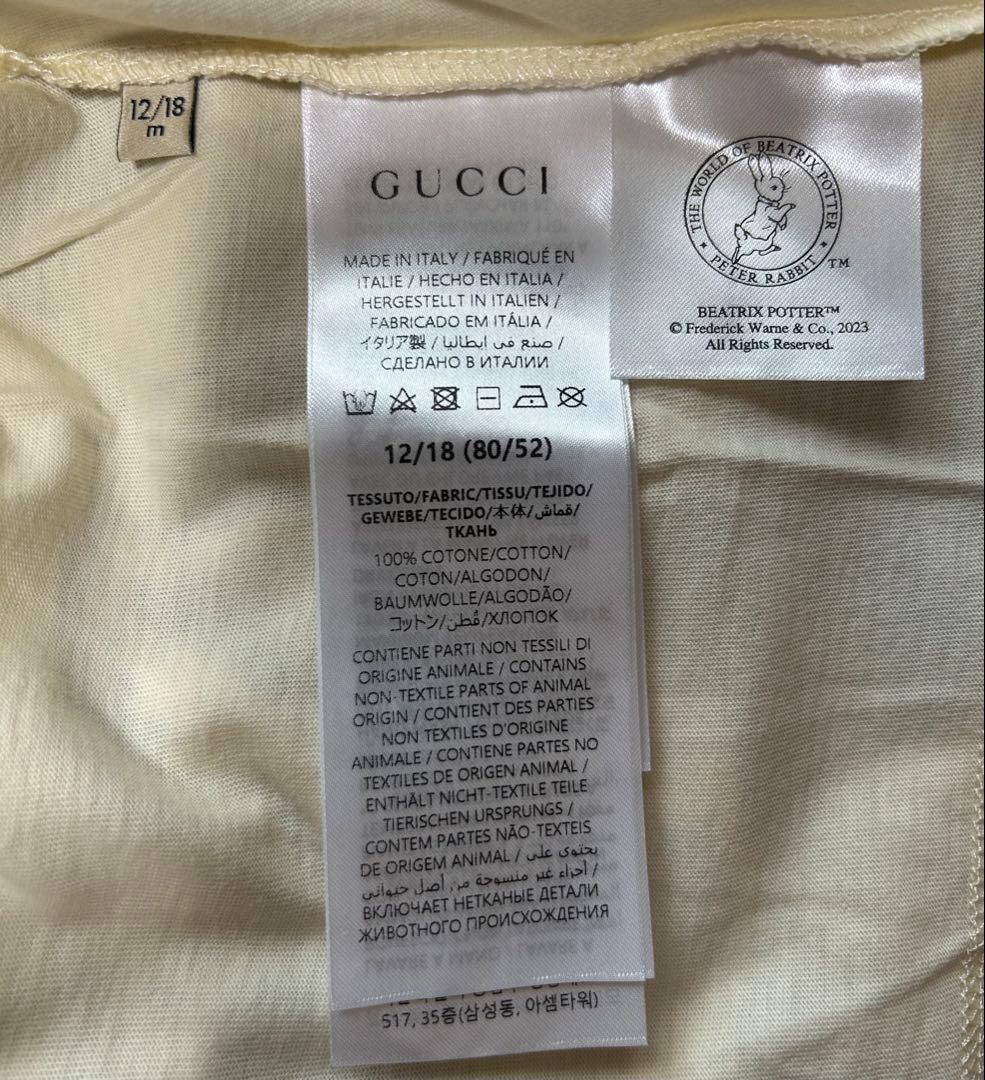 12/18
m
GUCCI
MADE IN ITALY / FABRIQUÉ EN
ITALIE / HECHO EN ITALIA /
HERGESTELLT IN ITALIEN /
FABRICADO EM ITÁLIA /
イタリア製 / صنع في إيطاليا /
СДЕЛАНО В ИТАЛИИ
12/18 (80/52)
TESSUTO/FABRIC/TISSU/TEJIDO/
GEWEBE/TECIDO/本体/قماش/
ТКАНЬ
100% COTONE/COTTON/
COTON/ALGODON/
BAUMWOLLE/ALGODÃO/
コットン/قُطن/ХЛОПОК
CONTIENE PARTI NON TESSILI DI
ORIGINE ANIMALE / CONTAINS
NON-TEXTILE PARTS OF ANIMAL
ORIGIN / CONTIENT DES PARTIES
NON TEXTILES D'ORIGINE
ANIMALE / CONTIENE PARTES NO
TEXTILES DE ORIGEN ANIMAL /
ENTHÄLT NICHT-TEXTILE TEILE
TIERISCHEN URSPRUNGS /
CONTEM PARTES NÃO-TEXTEIS
DE ORIGEM ANIMAL / يحتوى على
أجزاء غير منسوجة من أصل حيوانى /
ВКЛЮЧАЕТ НЕТКАНЫЕ ДЕТАЛИ
ЖИВОТНОГО ПРОИСХОЖДЕНИЯ
517, 35층(삼성동, 아셈타워)
THE WORLD OF BEATRIX POTTER
PETER RABBIT TM
BEATRIX POTTER™
© Frederick Warne & Co., 2023
All Rights Reserved.